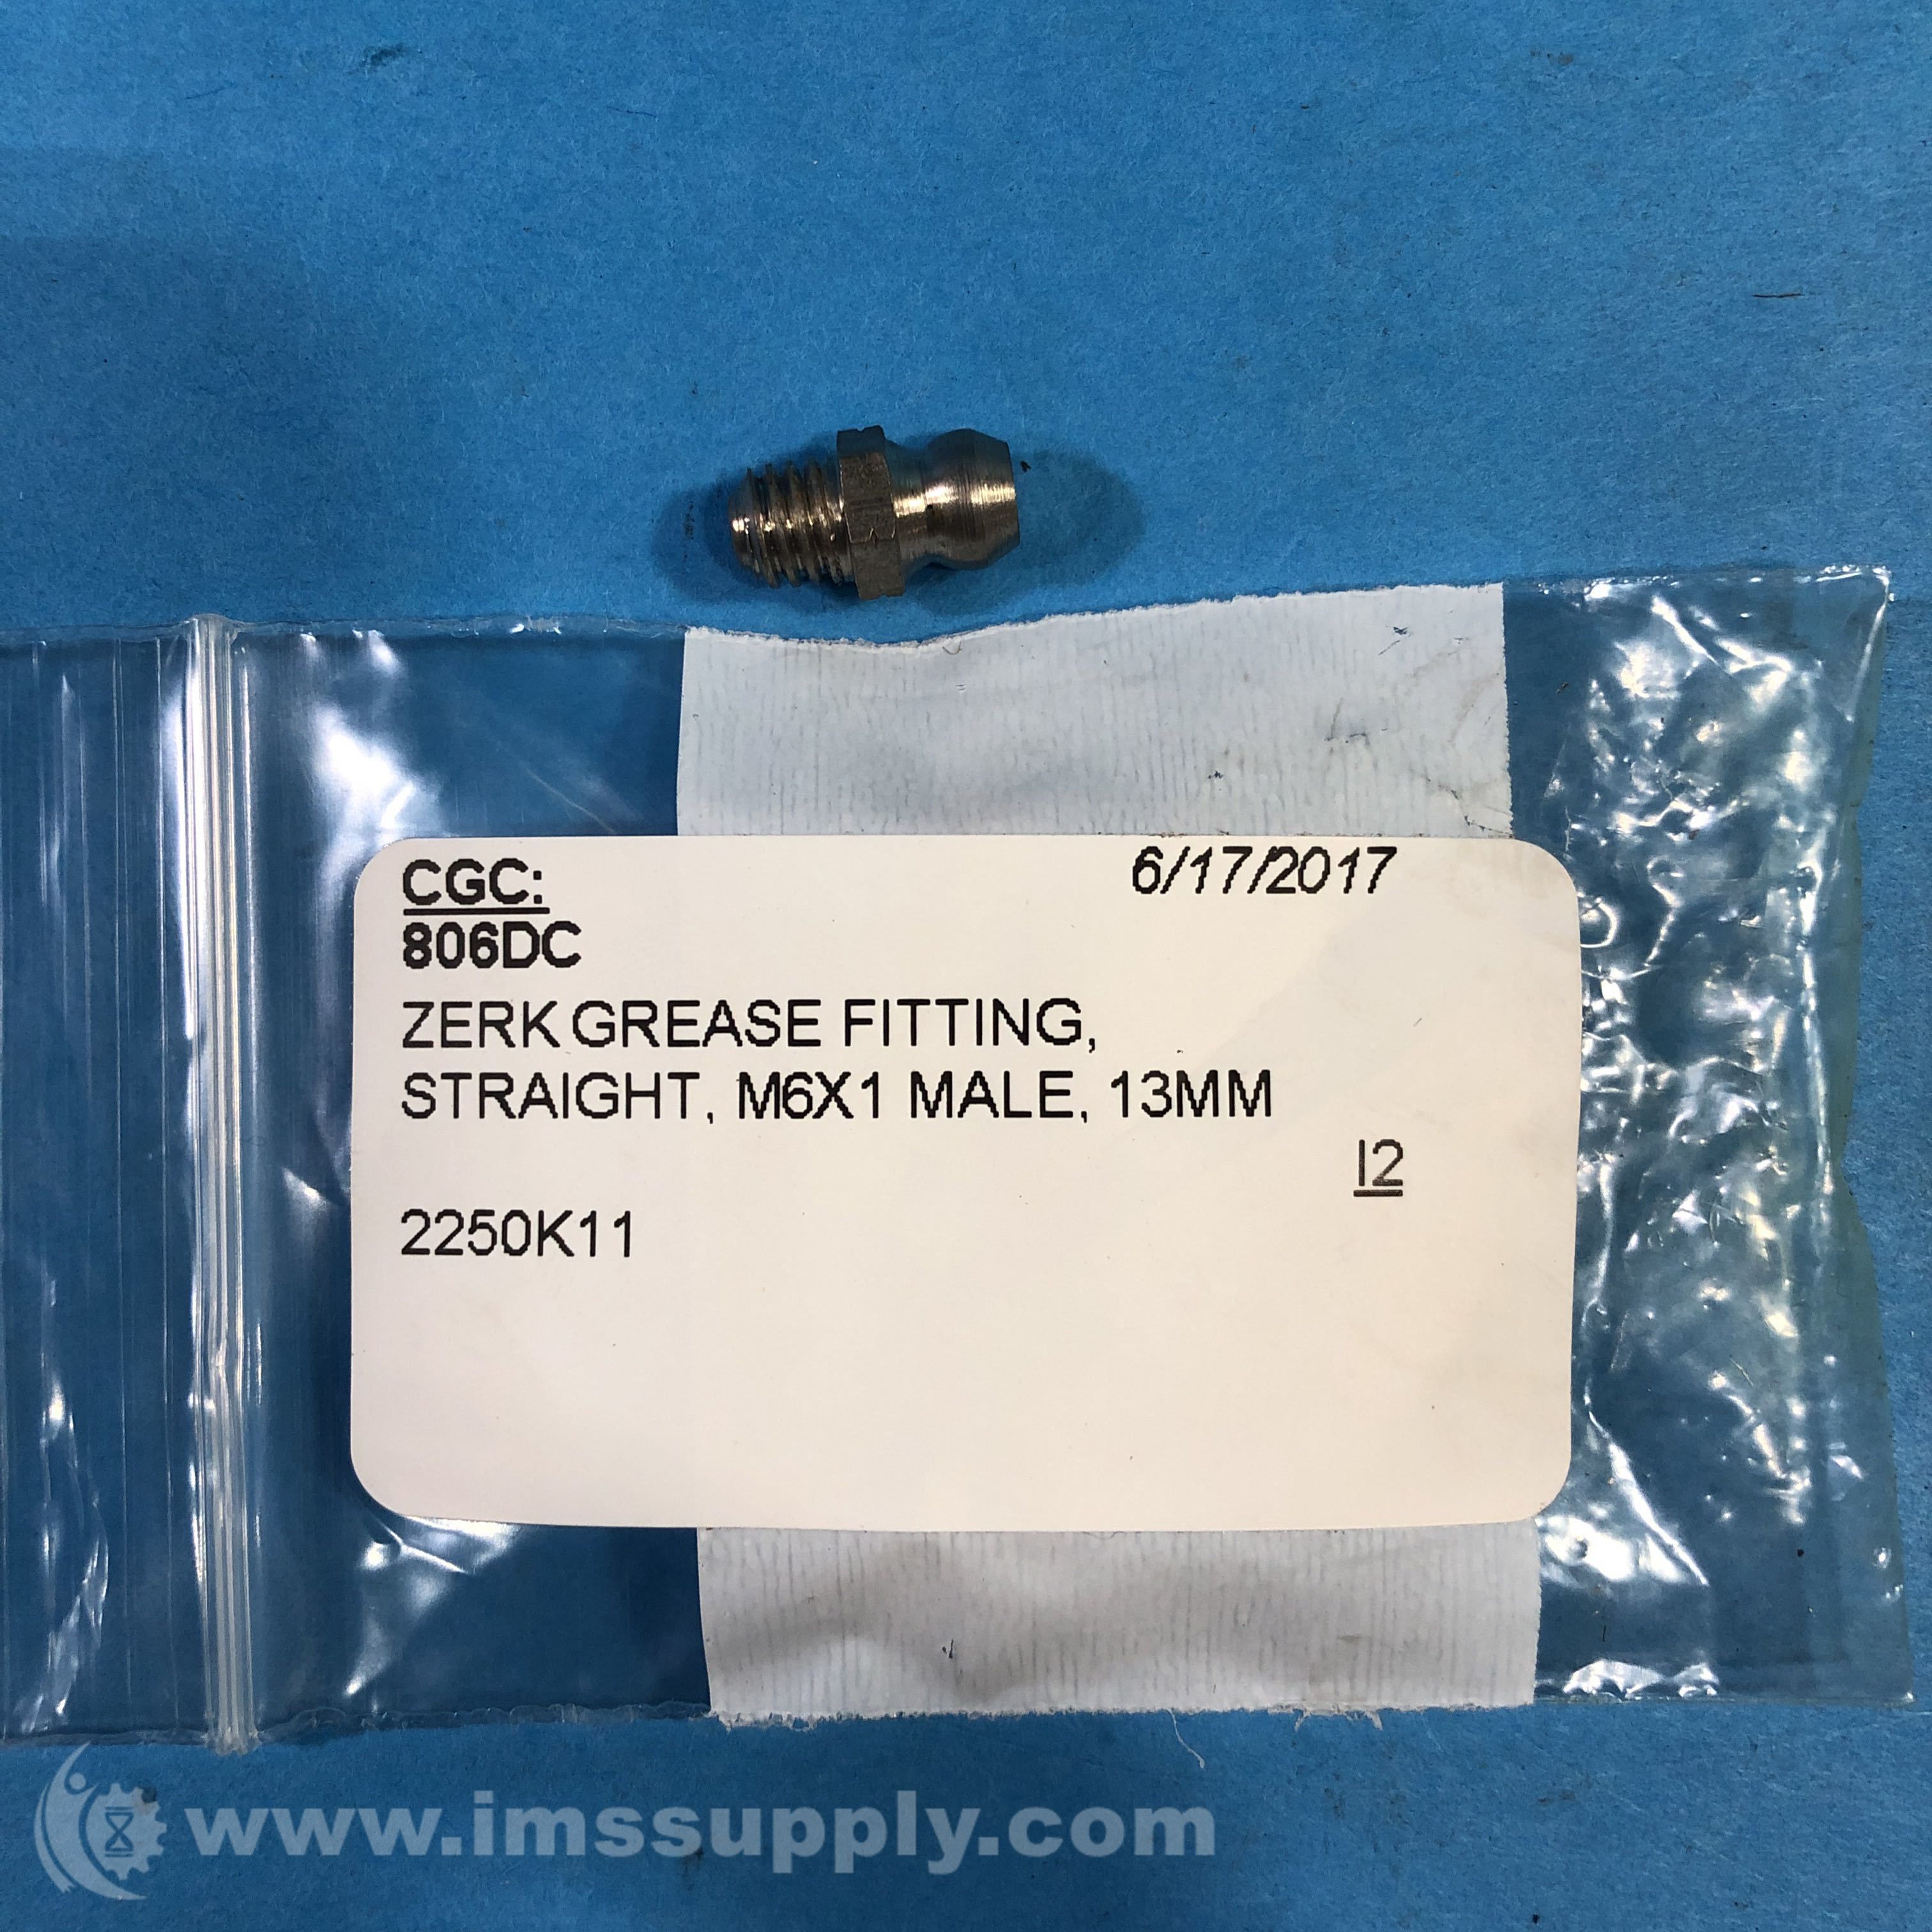 CGC: 6/17/2017
806DC
ZERK GREASE FITTING,
STRAIGHT, M6X1 MALE, 13MM
I2
2250K11
www.imssupply.com